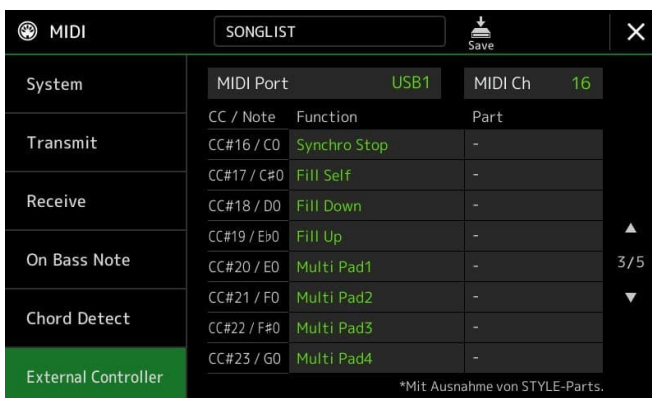 MIDI SONGLIST Save
System
Transmit
Receive
On Bass Note
Chord Detect
External Controller
MIDI Port USB1 MIDI Ch 16
CC / Note Function Part
CC#16 / C0 Synchro Stop -
CC#17 / C#0 Fill Self -
CC#18 / D0 Fill Down -
CC#19 / E♭0 Fill Up -
CC#20 / E0 Multi Pad1 -
CC#21 / F0 Multi Pad2 -
CC#22 / F#0 Multi Pad3 -
CC#23 / G0 Multi Pad4 -
3/5
*Mit Ausnahme von STYLE-Parts.